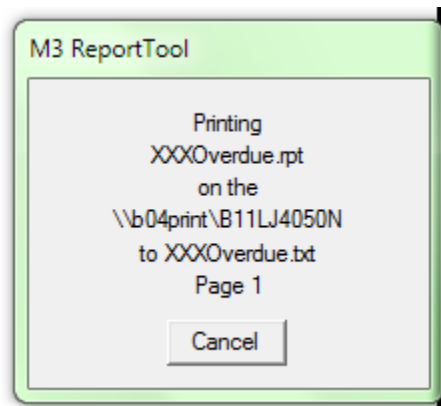 M3 ReportTool
Printing
XXXOverdue.rpt
on the
\\b04print\B11LJ4050N
to XXXOverdue.txt
Page 1
Cancel